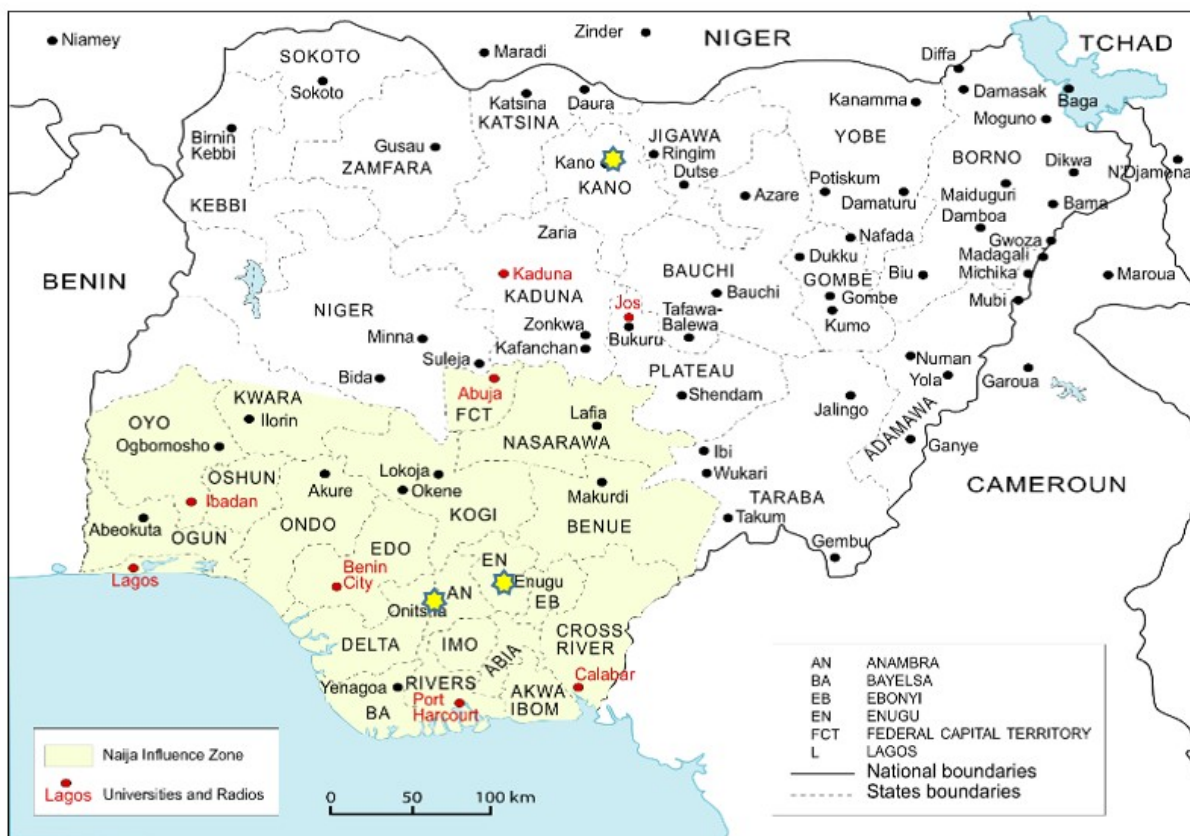 Niamey
Zinder
NIGER
TCHAD
SOKOTO
Maradi
Diffa
Sokoto
Katsina
KATSINA
Daura
Kanamma
Damasak
Baga
Birnin
Kebbi
Gusau
ZAMFARA
JIGAWA
Ringim
Dutse
YOBE
Moguno
Kano
KANO
BORNO
Dikwa
N'Djamena
KEBBI
Azare
Potiskum
Damaturu
Maiduguri
Damboa
Bama
Zaria
Nafada
Gwoza
Madagali
Michika
BENIN
Kaduna
KADUNA
BAUCHI
Bauchi
Dukku
GOMBE
Gombe
Kumo
Biu
Maroua
Mubi
NIGER
Jos
Bukuru
Tafawa-
Balewa
Minna
Zonkwa
Kafanchan
Suleja
Numan
Yola
Garoua
Bida
Abuja
FCT
PLATEAU
Shendam
Jalingo
ADAMAWA
KWARA
Ilorin
OYO
Ogbomosho
Lafia
NASARAWA
Ganye
Ibi
Wukari
OSHUN
Ibadan
Akure
Lokoja
Okene
Makurdi
TARABA
CAMEROUN
Abeokuta
OGUN
ONDO
KOGI
BENUE
Takum
EDO
Gembu
Lagos
Benin
City
EN
Enugu
EB
AN
Onitsha
DELTA
IMO
ABIA
CROSS
RIVER
Yenagoa
RIVERS
Port
Harcourt
BA
AKWA
IBOM
Calabar
AN ANAMBRA
BA BAYELSA
EB EBONYI
EN ENUGU
FCT FEDERAL CAPITAL TERRITORY
L LAGOS
National boundaries
States boundaries
Naija Influence Zone
Lagos Universities and Radios
0 50 100 km